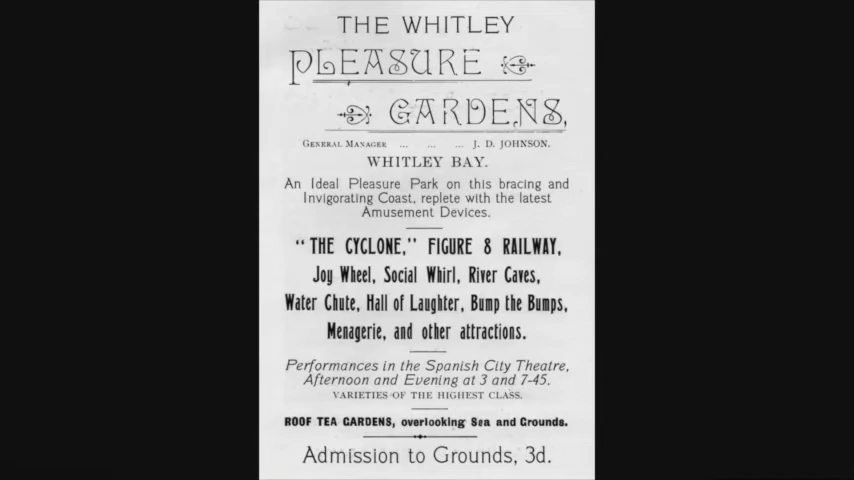 THE WHITLEY
PLEASURE
GARDENS,
GENERAL MANAGER ... ... ... J. D. JOHNSON.
WHITLEY BAY.
An Ideal Pleasure Park on this bracing and
Invigorating Coast, replete with the latest
Amusement Devices.
"THE CYCLONE," FIGURE 8 RAILWAY,
Joy Wheel, Social Whirl, River Caves,
Water Chute, Hall of Laughter, Bump the Bumps,
Menagerie, and other attractions.
Performances in the Spanish City Theatre,
Afternoon and Evening at 3 and 7-45.
VARIETIES OF THE HIGHEST CLASS.
ROOF TEA GARDENS, overlooking Sea and Grounds.
Admission to Grounds, 3d.